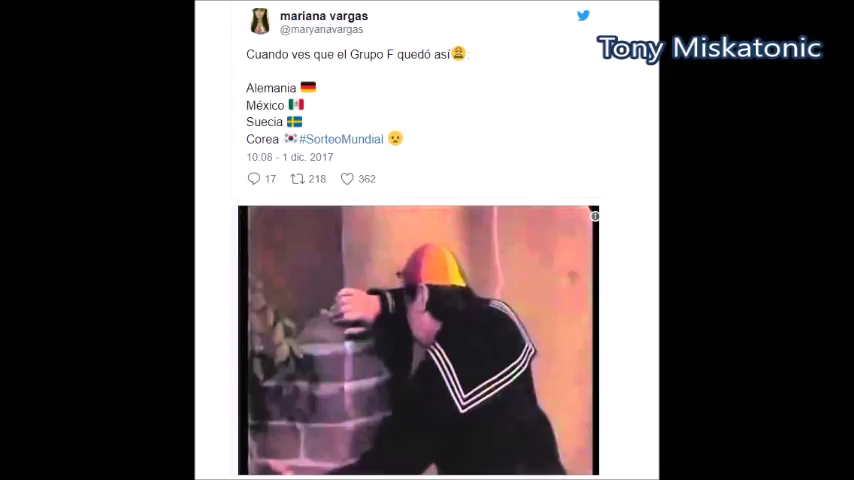 mariana vargas
@maryanavargas
Tony Miskatonic
Cuando ves que el Grupo F quedó así😩:
Alemania 🇩🇪
México 🇲🇽
Suecia 🇸🇪
Corea 🇰🇷#SorteoMundial 😟
10:08 - 1 dic. 2017
17 218 362